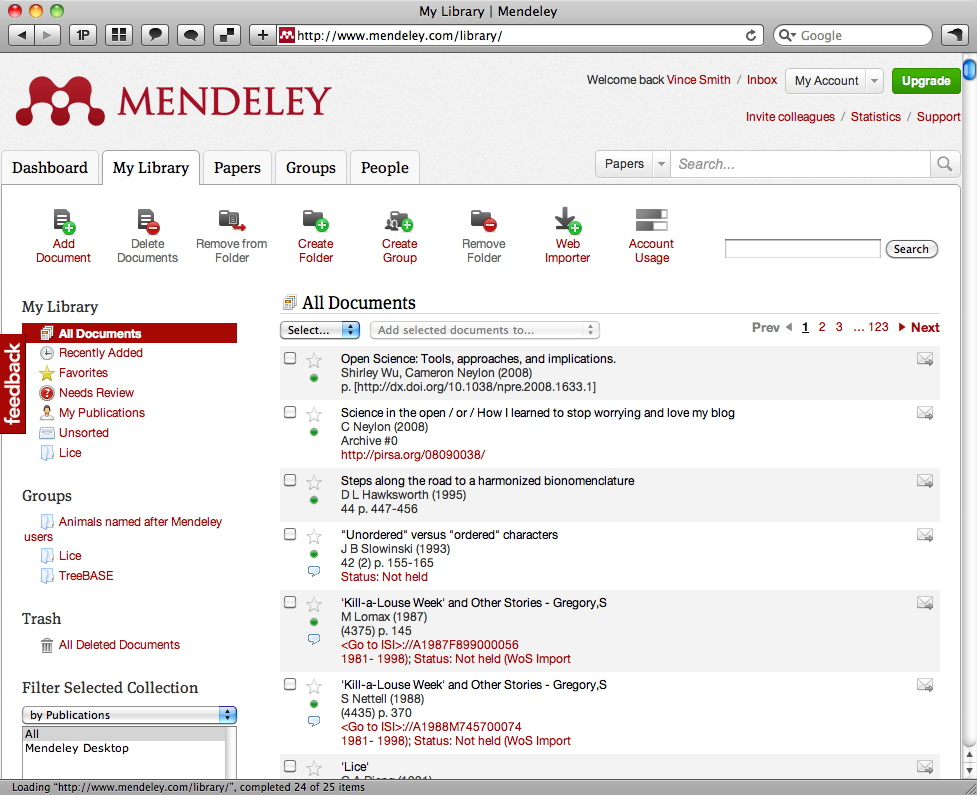 My Library | Mendeley
1P
http://www.mendeley.com/library/
Google
MENDELEY
Welcome back Vince Smith / Inbox
My Account
Upgrade
Invite colleagues / Statistics / Support
Dashboard
My Library
Papers
Groups
People
Papers
Search...
Add Document
Delete Documents
Remove from Folder
Create Folder
Create Group
Remove Folder
Web Importer
Account Usage
Search
feedback
My Library
All Documents
Recently Added
Favorites
Needs Review
My Publications
Unsorted
Lice
Groups
Animals named after Mendeley
users
Lice
TreeBASE
Trash
All Deleted Documents
Filter Selected Collection
by Publications
All
Mendeley Desktop
All Documents
Select...
Add selected documents to...
Prev 1 2 3 ... 123 Next
Open Science: Tools, approaches, and implications.
Shirley Wu, Cameron Neylon (2008)
p. [http://dx.doi.org/10.1038/npre.2008.1633.1]
Science in the open / or / How I learned to stop worrying and love my blog
C Neylon (2008)
Archive #0
http://pirsa.org/08090038/
Steps along the road to a harmonized bionomenclature
D L Hawksworth (1995)
44 p. 447-456
"Unordered" versus "ordered" characters
J B Slowinski (1993)
42 (2) p. 155-165
Status: Not held
'Kill-a-Louse Week' and Other Stories - Gregory,S
M Lomax (1987)
(4375) p. 145
<Go to ISI>://A1987F899000056
1981- 1998); Status: Not held (WoS Import
'Kill-a-Louse Week' and Other Stories - Gregory,S
S Nettell (1988)
(4435) p. 370
<Go to ISI>://A1988M745700074
1981- 1998); Status: Not held (WoS Import
'Lice'
Loading "http://www.mendeley.com/library/", completed 24 of 25 items